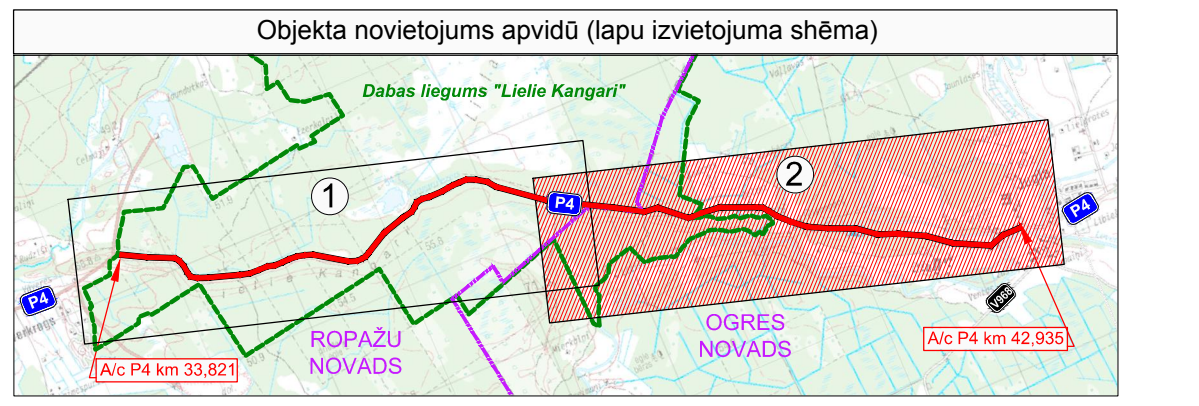 Objekta novietojums apvidū (lapu izvietojuma shēma)
Dabas liegums "Lielie Kangari"
1
2
P4
P4
P4
V968
ROPAŽU
NOVADS
OGRES
NOVADS
A/c P4 km 33,821
A/c P4 km 42,935